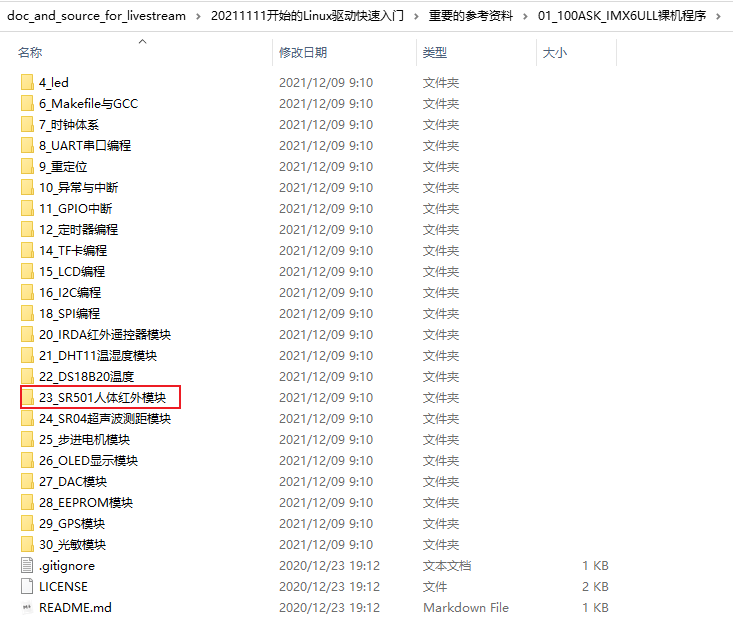 doc_and_source_for_livestream › 20211111开始的Linux驱动快速入门 › 重要的参考资料 › 01_100ASK_IMX6ULL裸机程序 ›
名称 修改日期 类型 大小
4_led 2021/12/09 9:10 文件夹
6_Makefile与GCC 2021/12/09 9:10 文件夹
7_时钟体系 2021/12/09 9:10 文件夹
8_UART串口编程 2021/12/09 9:10 文件夹
9_重定位 2021/12/09 9:10 文件夹
10_异常与中断 2021/12/09 9:10 文件夹
11_GPIO中断 2021/12/09 9:10 文件夹
12_定时器编程 2021/12/09 9:10 文件夹
14_TF卡编程 2021/12/09 9:10 文件夹
15_LCD编程 2021/12/09 9:10 文件夹
16_I2C编程 2021/12/09 9:10 文件夹
18_SPI编程 2021/12/09 9:10 文件夹
20_IRDA红外遥控器模块 2021/12/09 9:10 文件夹
21_DHT11温湿度模块 2021/12/09 9:10 文件夹
22_DS18B20温度 2021/12/09 9:10 文件夹
23_SR501人体红外模块 2021/12/09 9:10 文件夹
24_SR04超声波测距模块 2021/12/09 9:10 文件夹
25_步进电机模块 2021/12/09 9:10 文件夹
26_OLED显示模块 2021/12/09 9:10 文件夹
27_DAC模块 2021/12/09 9:10 文件夹
28_EEPROM模块 2021/12/09 9:10 文件夹
29_GPS模块 2021/12/09 9:10 文件夹
30_光敏模块 2021/12/09 9:10 文件夹
.gitignore 2020/12/23 19:12 文本文档 1 KB
LICENSE 2020/12/23 19:12 文件 2 KB
README.md 2020/12/23 19:12 Markdown File 1 KB